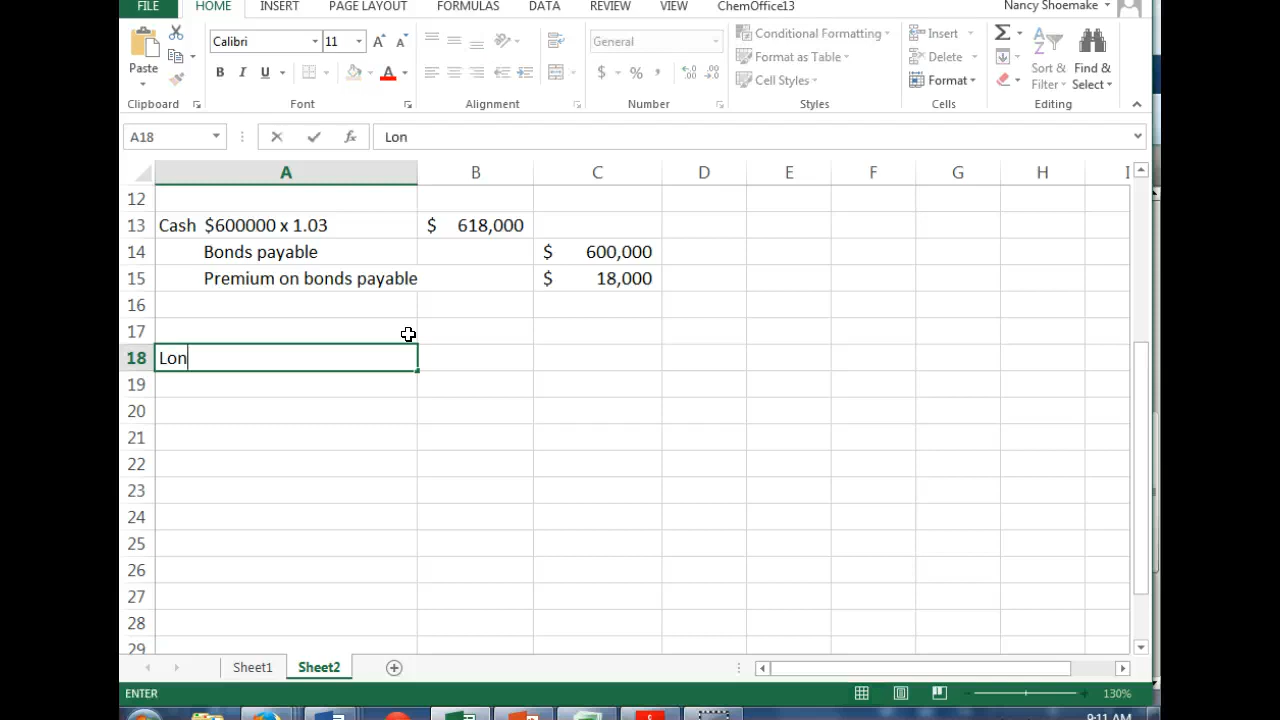 FILE HOME INSERT PAGE LAYOUT FORMULAS DATA REVIEW VIEW ChemOffice13 Nancy Shoemake
Calibri 11 A A General Conditional Formatting Insert Σ A Z
Paste B I U A $ % , .00 .0 Format as Table Delete Sort & Find &
Cell Styles Format Filter Select
Clipboard Font Alignment Number Styles Cells Editing
A18 fx Lon
A B C D E F G H I
12
13 Cash $600000 x 1.03 $ 618,000
14 Bonds payable $ 600,000
15 Premium on bonds payable $ 18,000
16
17
18 Lon
19
20
21
22
23
24
25
26
27
28
29
Sheet1 Sheet2
ENTER 130%
9:11 AM